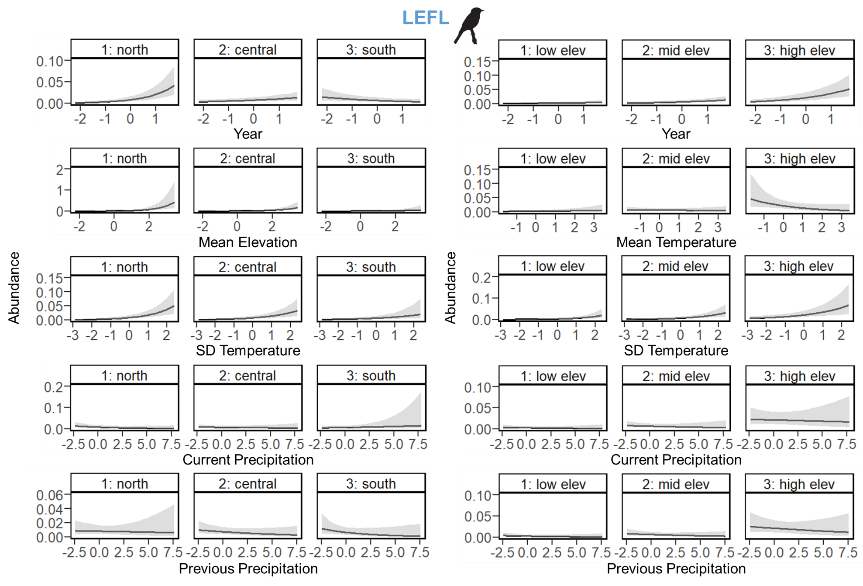 LEFL
1: north 2: central 3: south
0.10
0.05
0.00
-2 -1 0 1 -2 -1 0 1 -2 -1 0 1
Year
1: low elev 2: mid elev 3: high elev
0.15
0.10
0.05
0.00
-2 -1 0 1 -2 -1 0 1 -2 -1 0 1
Year
1: north 2: central 3: south
2
1
0
-2 0 2 -2 0 2 -2 0 2
Mean Elevation
1: low elev 2: mid elev 3: high elev
0.15
0.10
0.05
0.00
-1 0 1 2 3 -1 0 1 2 3 -1 0 1 2 3
Mean Temperature
Abundance
1: north 2: central 3: south
0.15
0.10
0.05
0.00
-3 -2 -1 0 1 2 -3 -2 -1 0 1 2 -3 -2 -1 0 1 2
SD Temperature
Abundance
1: low elev 2: mid elev 3: high elev
0.2
0.1
0.0
-3 -2 -1 0 1 2 -3 -2 -1 0 1 2 -3 -2 -1 0 1 2
SD Temperature
1: north 2: central 3: south
0.2
0.1
0.0
-2.5 0.0 2.5 5.0 7.5 -2.5 0.0 2.5 5.0 7.5 -2.5 0.0 2.5 5.0 7.5
Current Precipitation
1: low elev 2: mid elev 3: high elev
0.10
0.05
0.00
-2.5 0.0 2.5 5.0 7.5 -2.5 0.0 2.5 5.0 7.5 -2.5 0.0 2.5 5.0 7.5
Current Precipitation
1: north 2: central 3: south
0.06
0.04
0.02
0.00
-2.5 0.0 2.5 5.0 7.5 -2.5 0.0 2.5 5.0 7.5 -2.5 0.0 2.5 5.0 7.5
Previous Precipitation
1: low elev 2: mid elev 3: high elev
0.10
0.05
0.00
-2.5 0.0 2.5 5.0 7.5 -2.5 0.0 2.5 5.0 7.5 -2.5 0.0 2.5 5.0 7.5
Previous Precipitation